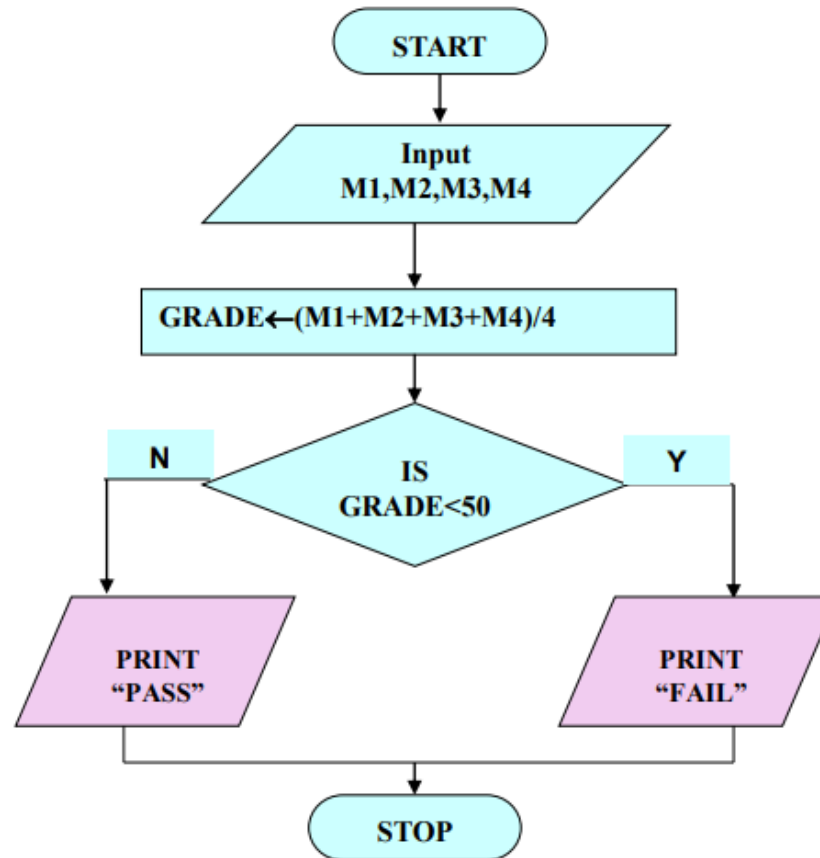 START
Input
M1,M2,M3,M4
GRADE←(M1+M2+M3+M4)/4
N
IS
GRADE<50
Y
PRINT
“PASS”
PRINT
“FAIL”
STOP